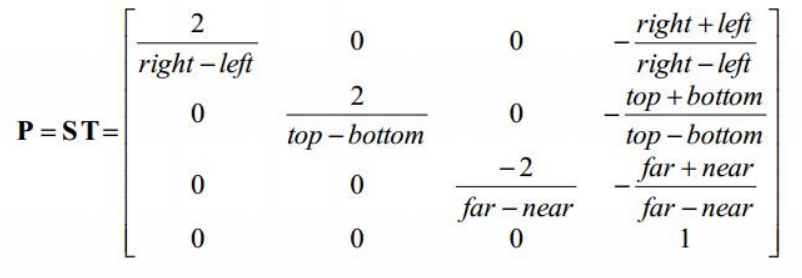 P = S T = [ 2/(right – left) 0 0 –(right + left)/(right – left) ]
[ 0 2/(top – bottom) 0 –(top + bottom)/(top – bottom) ]
[ 0 0 –2/(far – near) –(far + near)/(far – near) ]
[ 0 0 0 1 ]